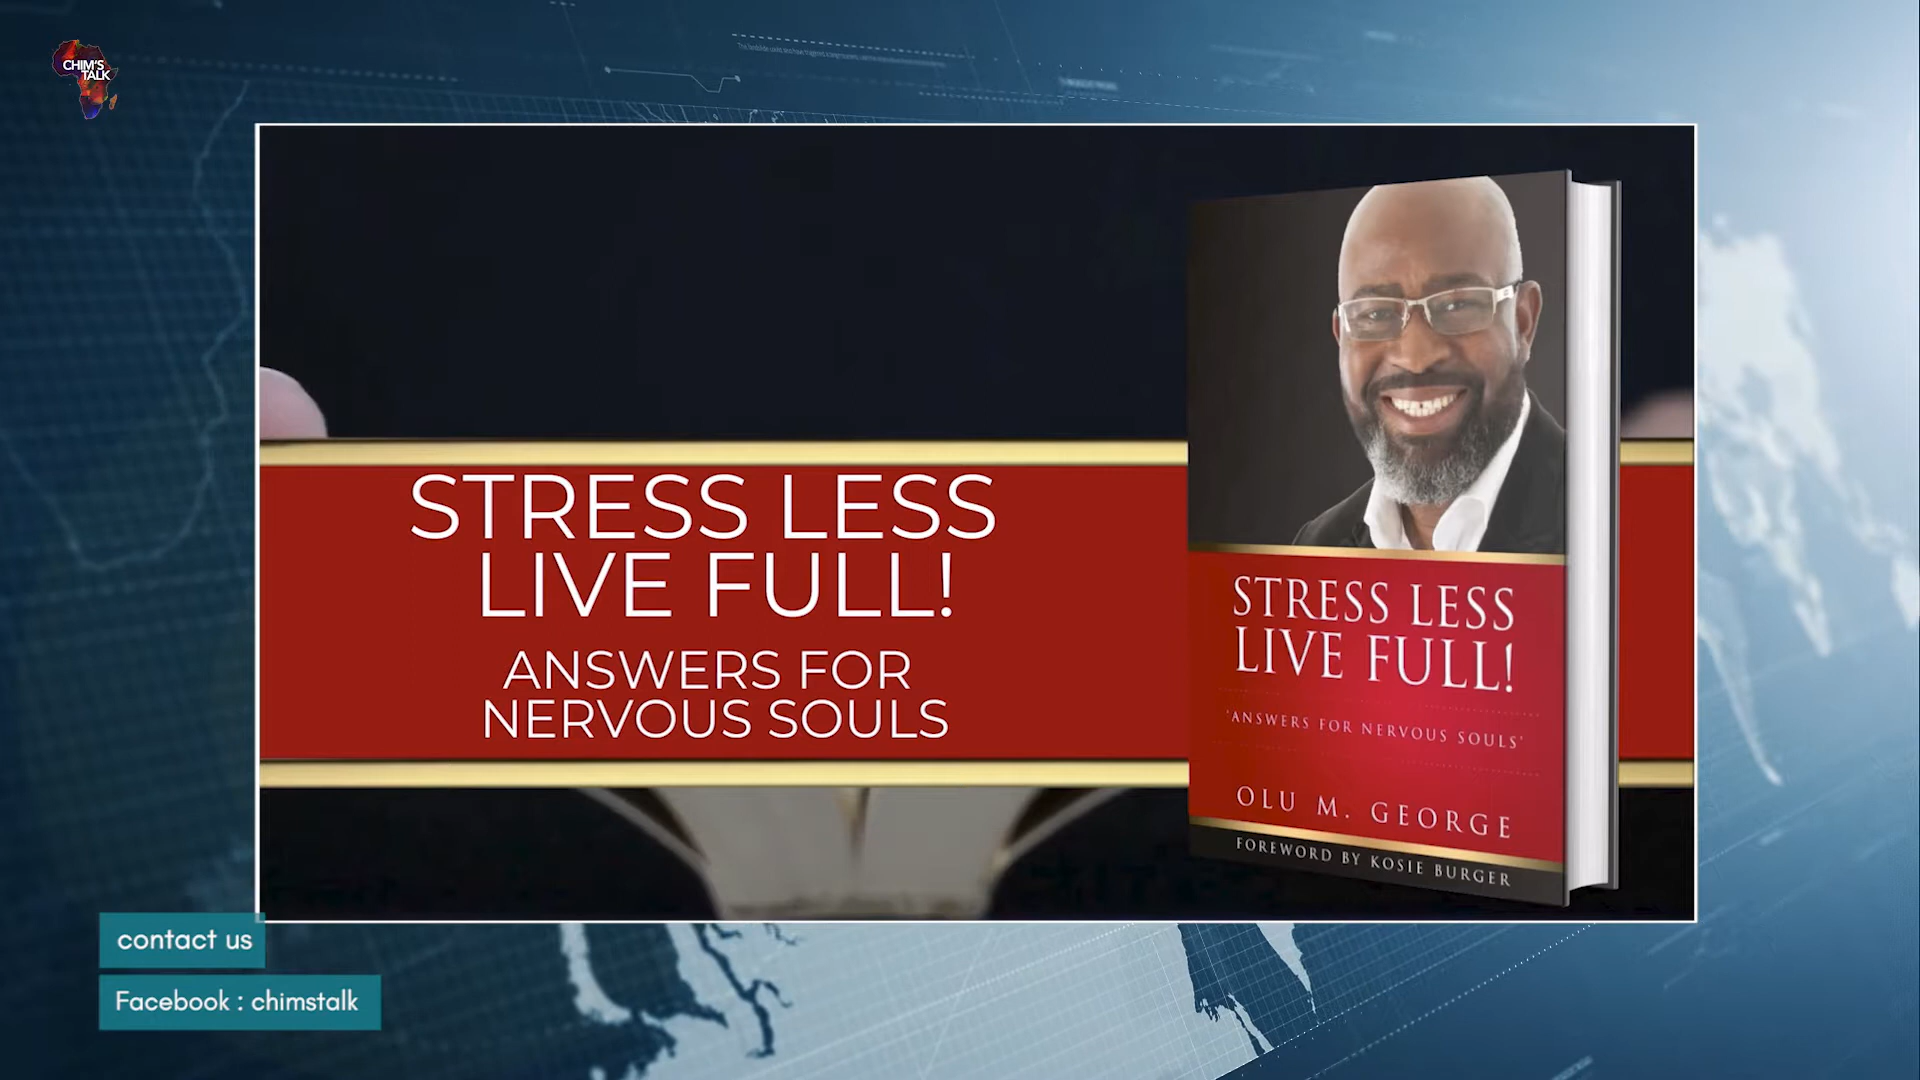 CHIM'S
TALK
STRESS LESS
LIVE FULL!
ANSWERS FOR
NERVOUS SOULS
STRESS LESS
LIVE FULL!
'ANSWERS FOR NERVOUS SOULS'
OLU M. GEORGE
FOREWORD BY KOSIE BURGER
contact us
Facebook : chimstalk